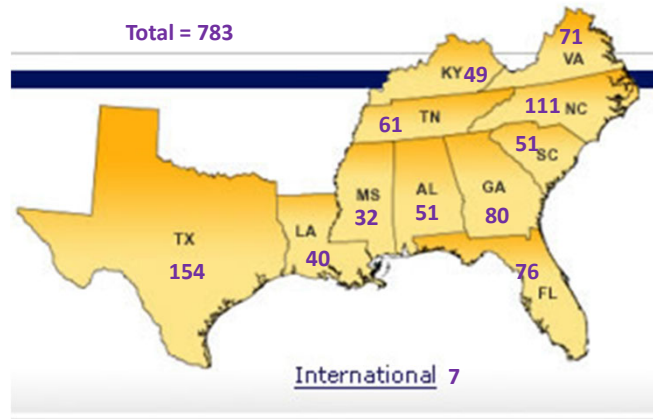 Total = 783
71
VA
KY 49
111 NC
TN
61
51
SC
MS
32
AL
51
GA
80
LA
40
TX
154
76
FL
International 7